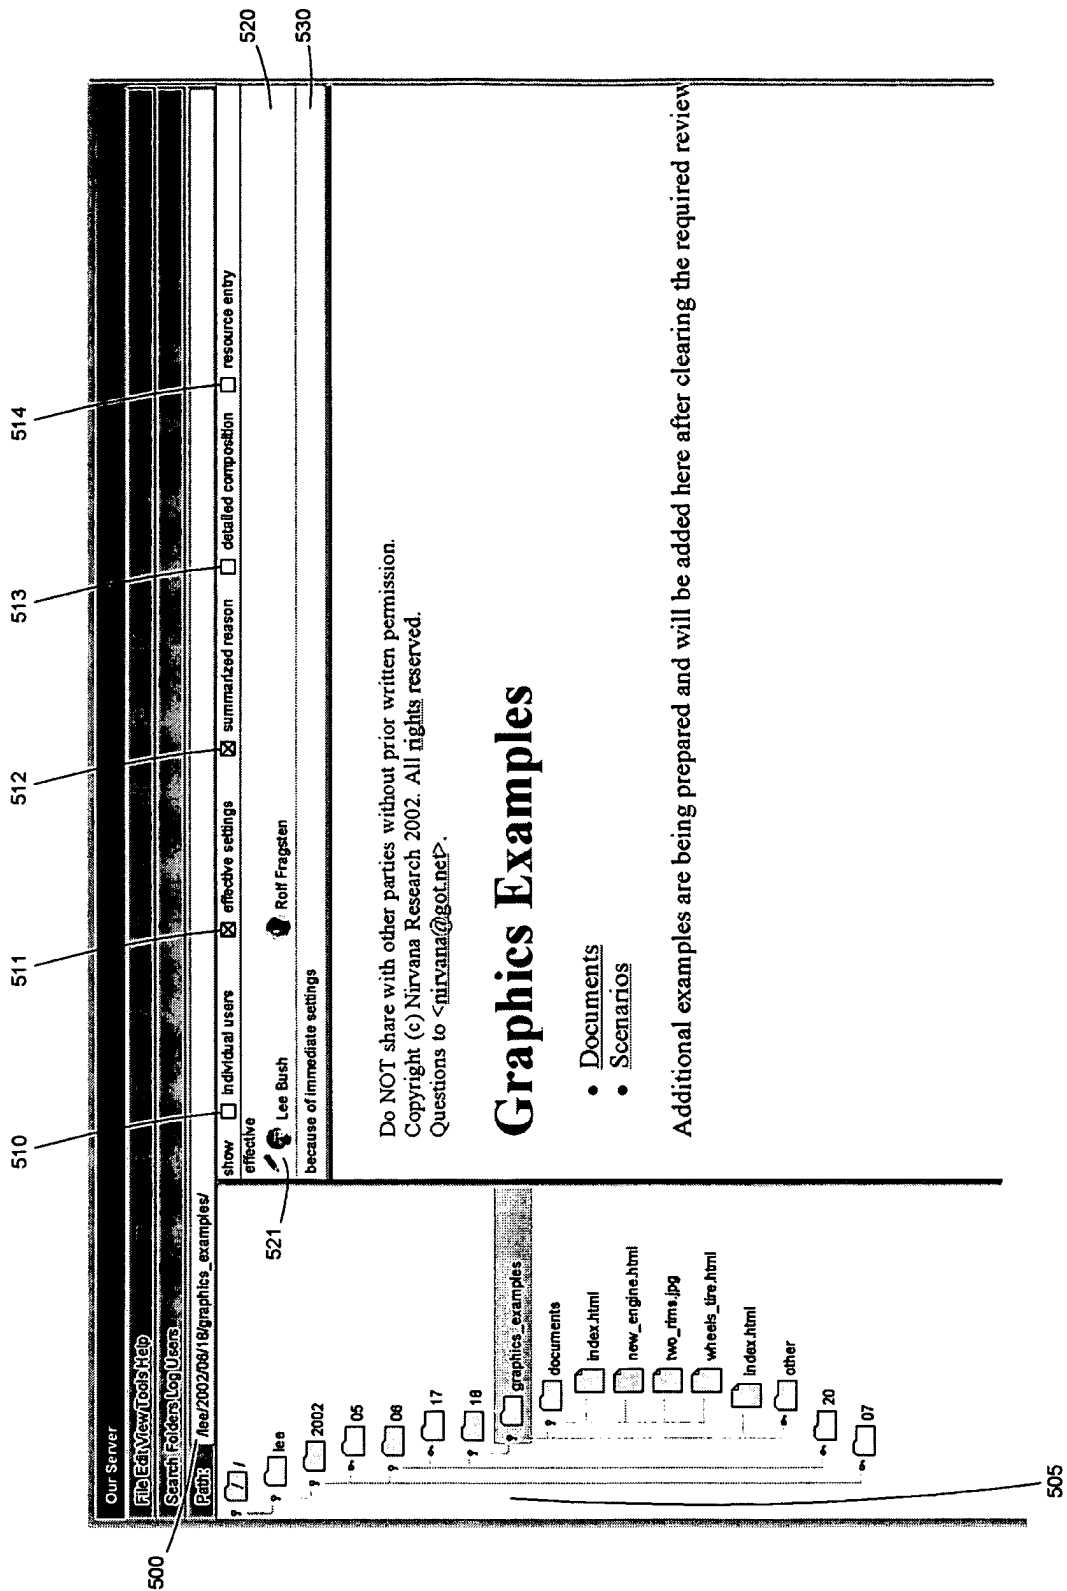 510
511
512
513
514
Our Server
File Edit View Tools Help
Search Folders Log Users
Path: /lee/2002/06/18/graphics_examples/
500
show Individual users effective settings summarized reason detailed composition resource entry
effective
Lee Bush Rolf Fragsten
520
521
because of immediate settings
530
/
lee
2002
05
06
17
18
graphics_examples
documents
index.html
new_engine.html
two_rims.jpg
wheels_tire.html
index.html
other
20
07
505
Do NOT share with other parties without prior written permission.
Copyright (c) Nirvana Research 2002. All rights reserved.
Questions to <nirvana@got.net>.
Graphics Examples
• Documents
• Scenarios
Additional examples are being prepared and will be added here after clearing the required review